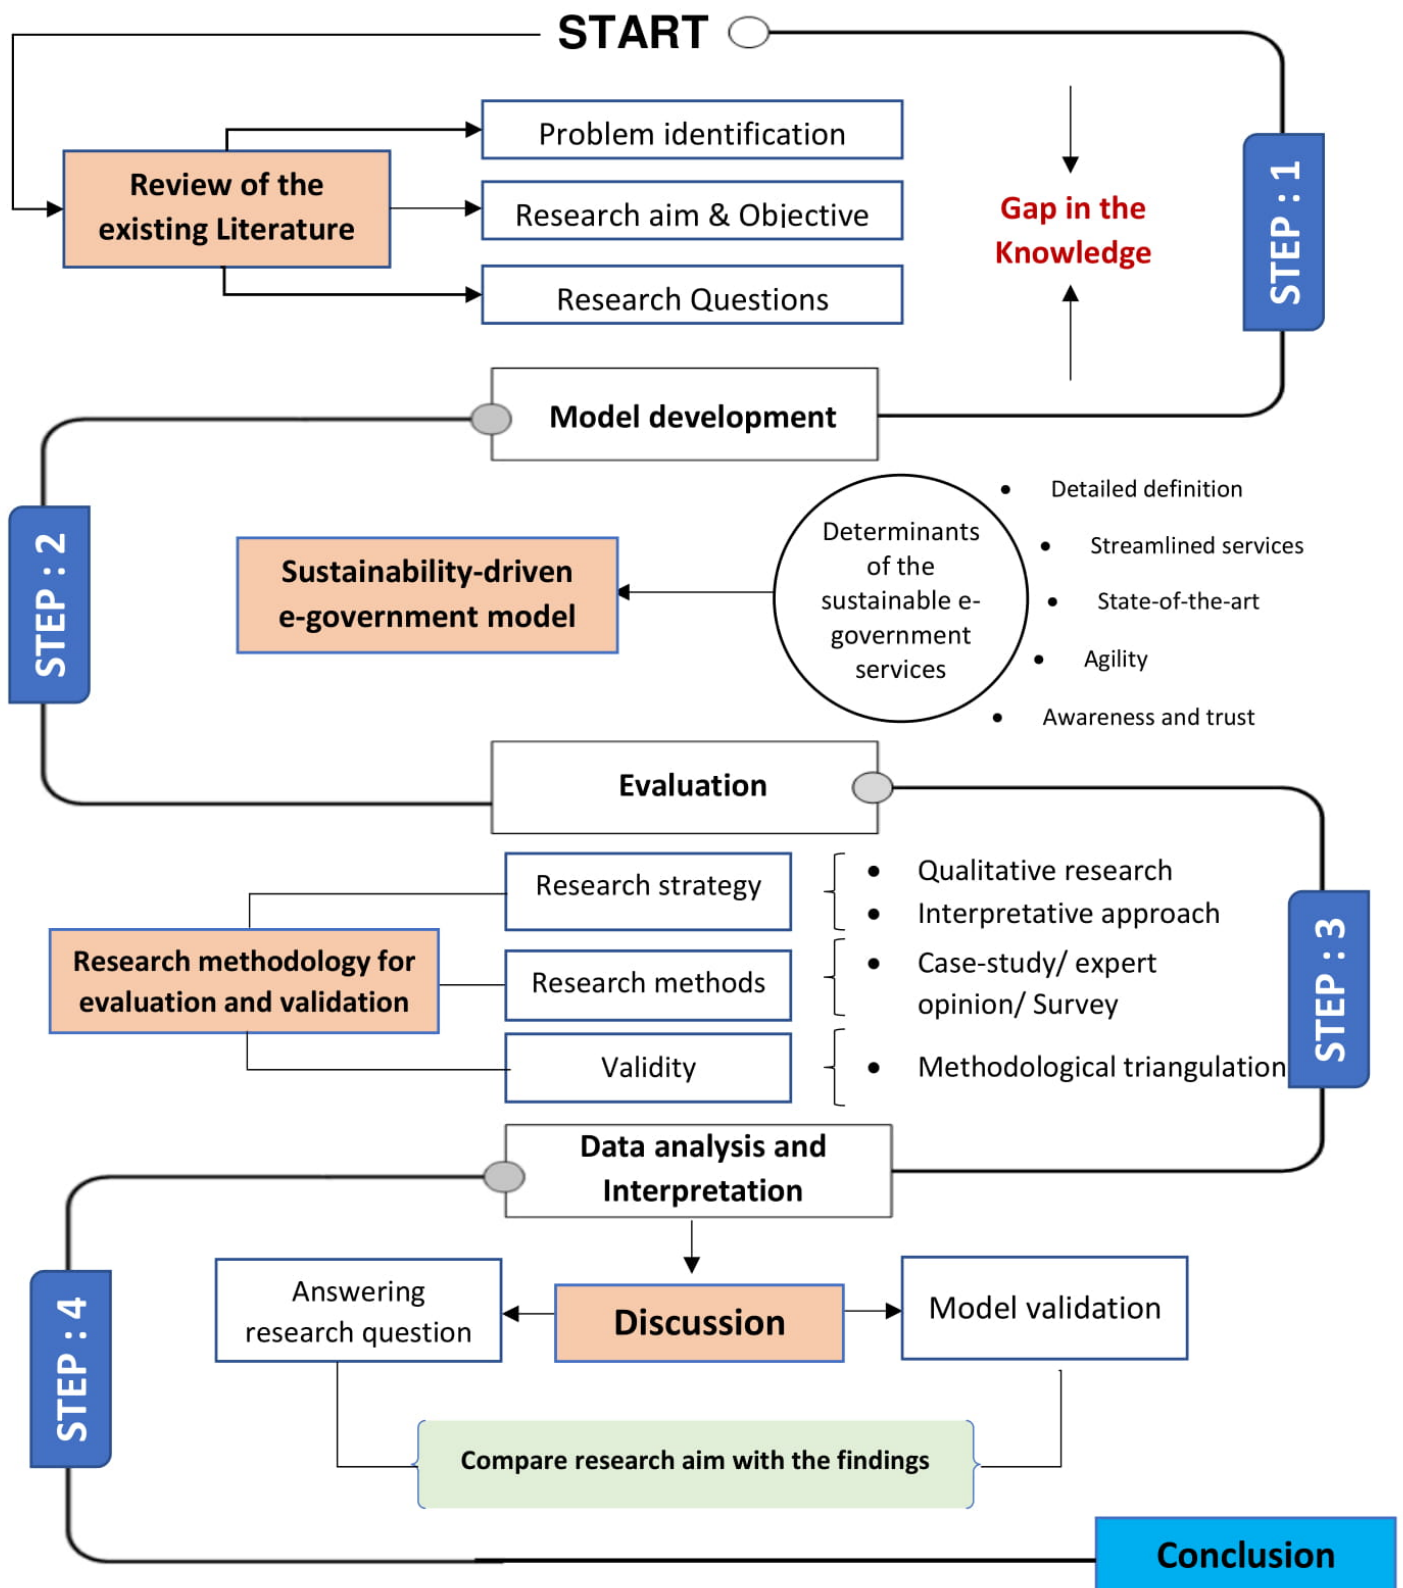 START
Problem identification
Review of the
existing Literature
Research aim & Objective
Research Questions
Gap in the
Knowledge
STEP : 1
Model development
STEP : 2
Sustainability-driven
e-government model
Determinants
of the
sustainable e-
government
services
• Detailed definition
• Streamlined services
• State-of-the-art
• Agility
• Awareness and trust
Evaluation
Research methodology for
evaluation and validation
Research strategy
• Qualitative research
• Interpretative approach
Research methods
• Case-study/ expert
opinion/ Survey
Validity
• Methodological triangulation
STEP : 3
Data analysis and
Interpretation
STEP : 4
Answering
research question
Discussion
Model validation
Compare research aim with the findings
Conclusion